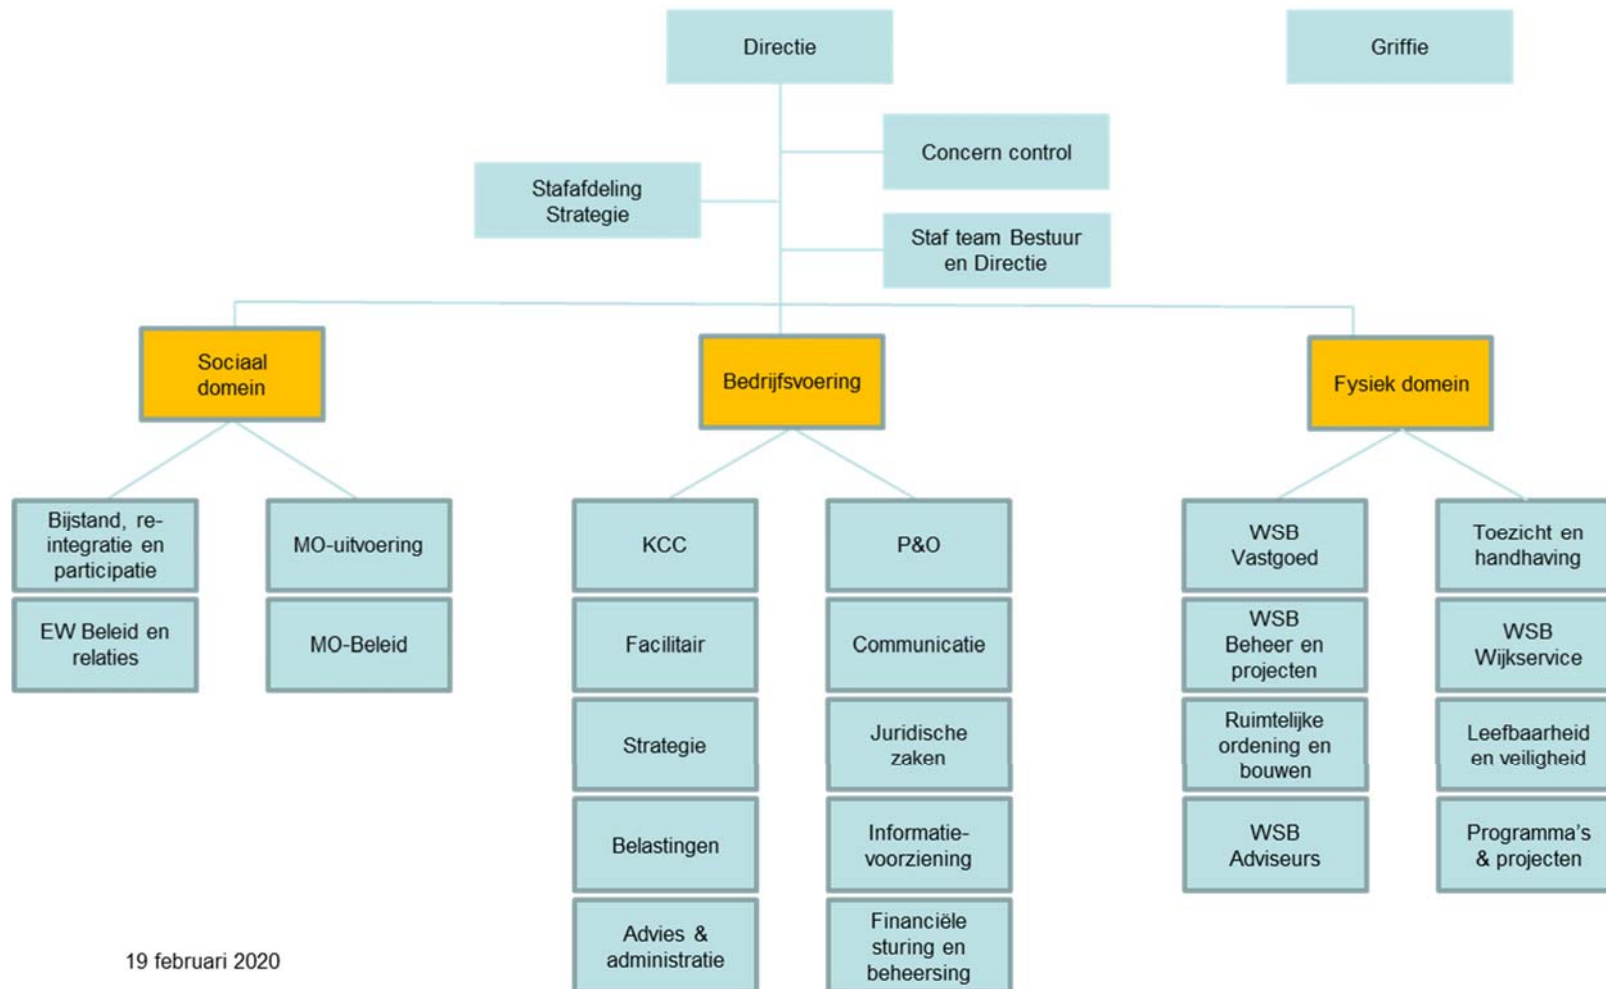 Directie
Griffie
Concern control
Stafafdeling
Strategie
Staf team Bestuur
en Directie
Sociaal
domein
Bedrijfsvoering
Fysiek domein
Bijstand, re-
integratie en
participatie
MO-uitvoering
EW Beleid en
relaties
MO-Beleid
KCC
P&O
Facilitair
Communicatie
Strategie
Juridische
zaken
Belastingen
Informatie-
voorziening
Advies &
administratie
Financiële
sturing en
beheersing
WSB
Vastgoed
Toezicht en
handhaving
WSB
Beheer en
projecten
WSB
Wijkservice
Ruimtelijke
ordening en
bouwen
Leefbaarheid
en veiligheid
WSB
Adviseurs
Programma's
& projecten
19 februari 2020